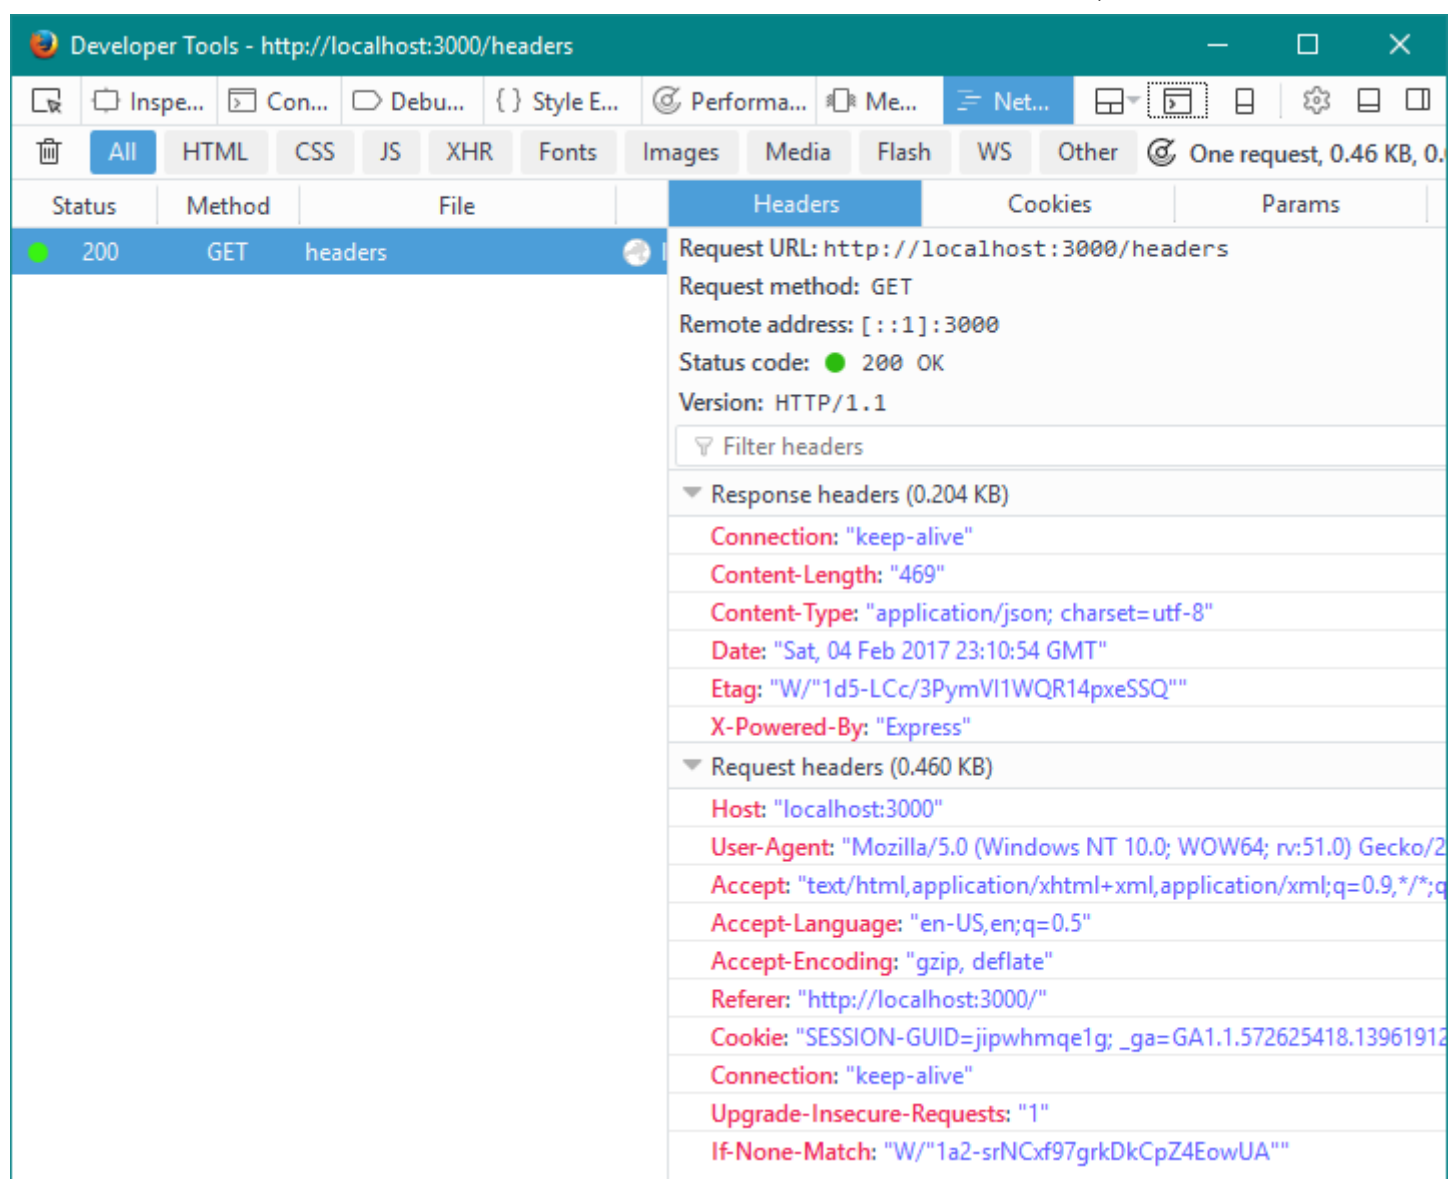 Developer Tools - http://localhost:3000/headers
Inspe... Con... Debu... { } Style E... Performa... Me... Net...
All HTML CSS JS XHR Fonts Images Media Flash WS Other One request, 0.46 KB, 0.
Status Method File Headers Cookies Params
200 GET headers
Request URL: http://localhost:3000/headers
Request method: GET
Remote address: [::1]:3000
Status code: 200 OK
Version: HTTP/1.1
Filter headers
Response headers (0.204 KB)
Connection: "keep-alive"
Content-Length: "469"
Content-Type: "application/json; charset=utf-8"
Date: "Sat, 04 Feb 2017 23:10:54 GMT"
Etag: "W/"1d5-LCc/3PymVI1WQR14pxeSSQ""
X-Powered-By: "Express"
Request headers (0.460 KB)
Host: "localhost:3000"
User-Agent: "Mozilla/5.0 (Windows NT 10.0; WOW64; rv:51.0) Gecko/2
Accept: "text/html,application/xhtml+xml,application/xml;q=0.9,*/*;q
Accept-Language: "en-US,en;q=0.5"
Accept-Encoding: "gzip, deflate"
Referer: "http://localhost:3000/"
Cookie: "SESSION-GUID=jipwhmqe1g; _ga=GA1.1.572625418.13961912
Connection: "keep-alive"
Upgrade-Insecure-Requests: "1"
If-None-Match: "W/"1a2-srNCxf97grkDkCpZ4EowUA""